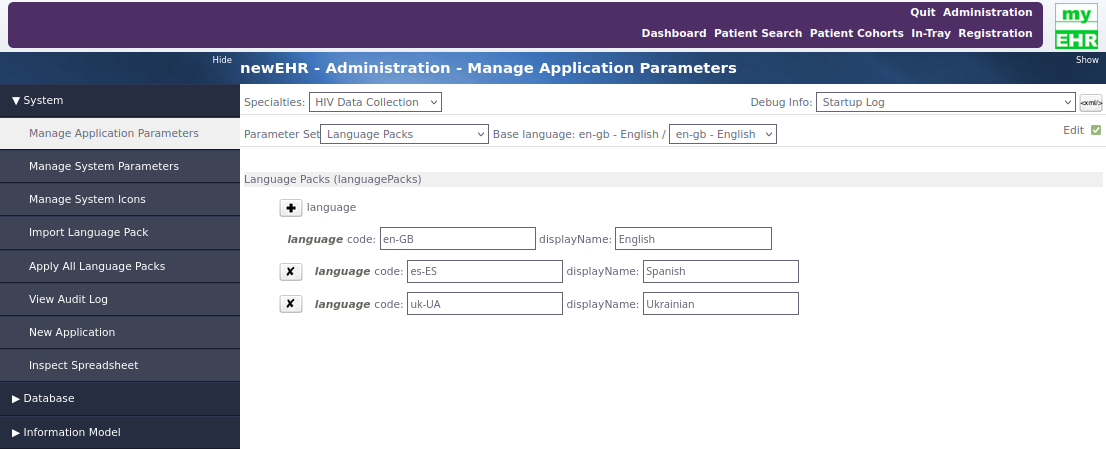 Quit Administration
Dashboard Patient Search Patient Cohorts In-Tray Registration
my
EHR
Hide
newEHR - Administration - Manage Application Parameters
Show
▼ System
Manage Application Parameters
Manage System Parameters
Manage System Icons
Import Language Pack
Apply All Language Packs
View Audit Log
New Application
Inspect Spreadsheet
▶ Database
▶ Information Model
Specialties: HIV Data Collection Debug Info: Startup Log <xml/>
Parameter Set Language Packs Base language: en-gb - English / en-gb - English Edit
Language Packs (languagePacks)
✚ language
language code: en-GB displayName: English
✘ language code: es-ES displayName: Spanish
✘ language code: uk-UA displayName: Ukrainian